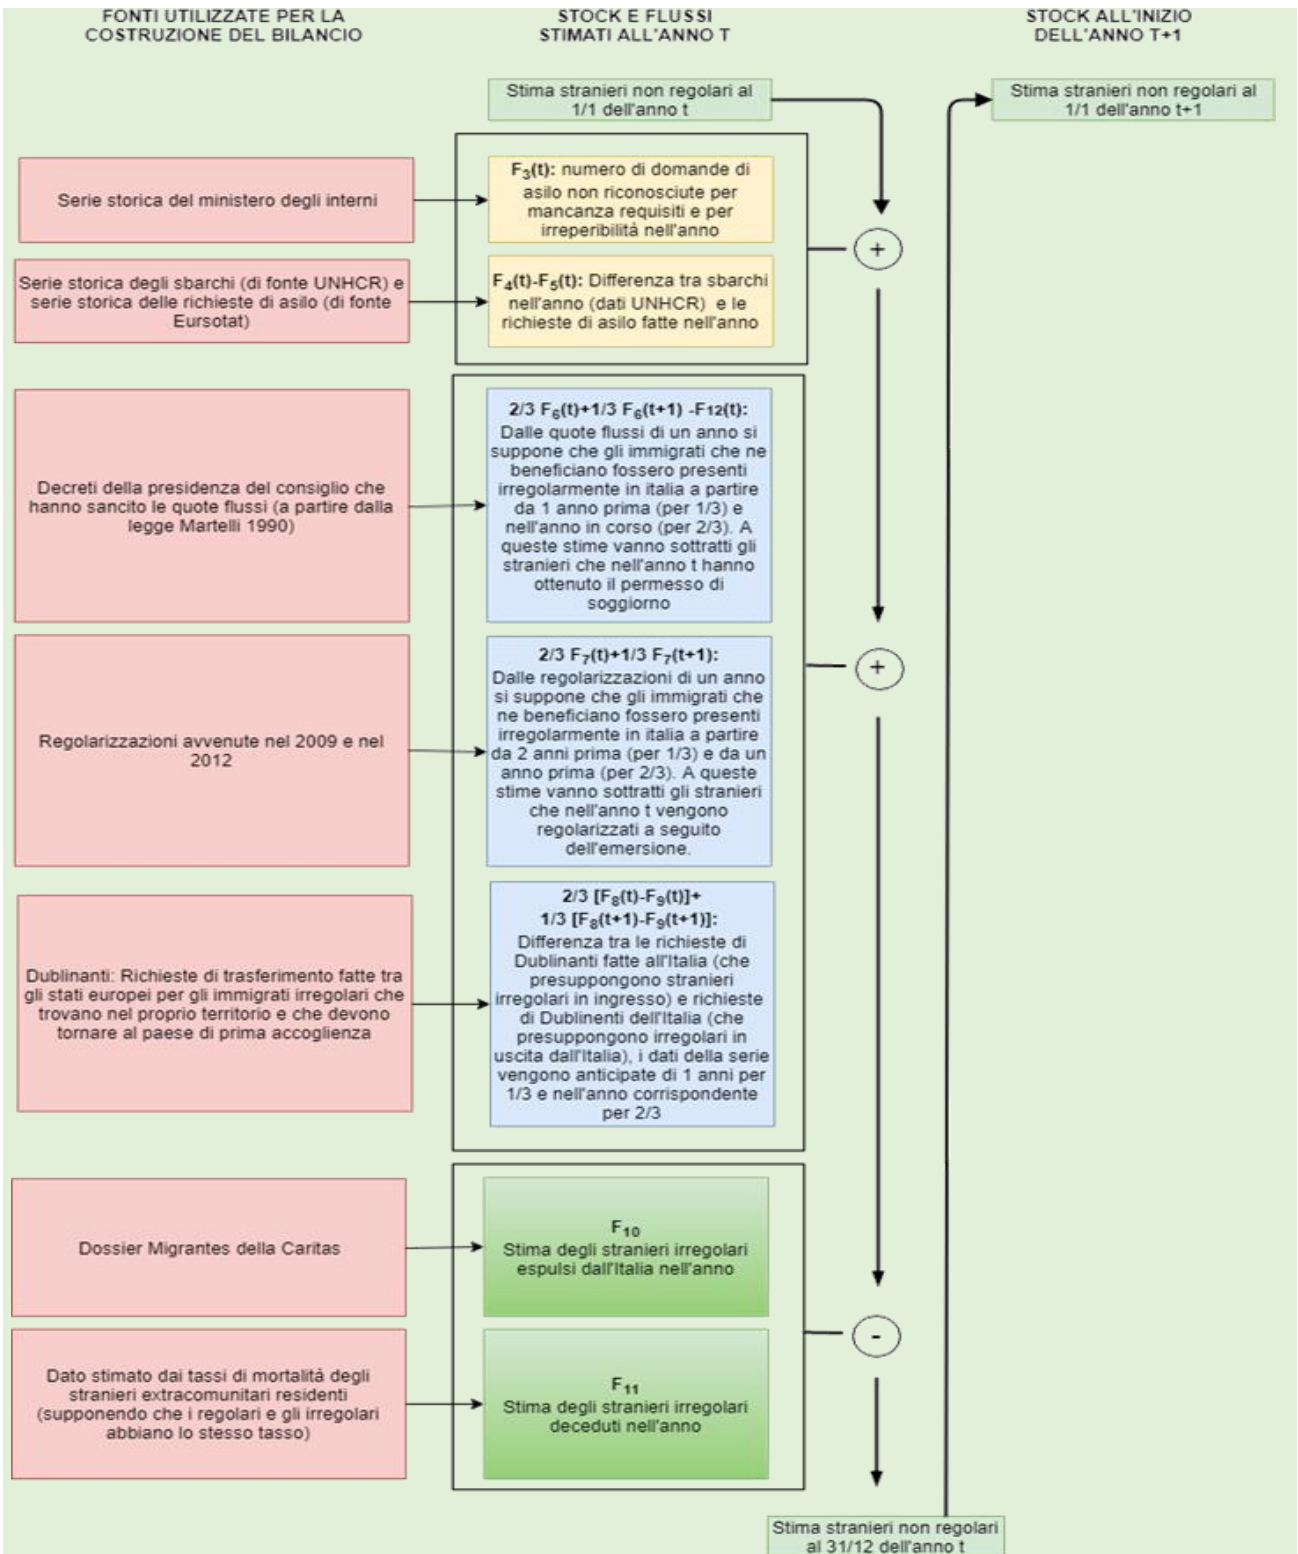 FONTI UTILIZZATE PER LA
COSTRUZIONE DEL BILANCIO
STOCK E FLUSSI
STIMATI ALL'ANNO T
STOCK ALL'INIZIO
DELL'ANNO T+1
Stima stranieri non regolari al
1/1 dell'anno t
Stima stranieri non regolari al
1/1 dell'anno t+1
Serie storica del ministero degli interni
F3(t): numero di domande di
asilo non riconosciute per
mancanza requisiti e per
irreperibilità nell'anno
+
Serie storica degli sbarchi (di fonte UNHCR) e
serie storica delle richieste di asilo (di fonte
Eursotat)
F4(t)-F5(t): Differenza tra sbarchi
nell'anno (dati UNHCR) e le
richieste di asilo fatte nell'anno
Decreti della presidenza del consiglio che
hanno sancito le quote flussi (a partire dalla
legge Martelli 1990)
2/3 F6(t)+1/3 F6(t+1) -F12(t):
Dalle quote flussi di un anno si
suppone che gli immigrati che ne
beneficiano fossero presenti
irregolarmente in italia a partire
da 1 anno prima (per 1/3) e
nell'anno in corso (per 2/3). A
queste stime vanno sottratti gli
stranieri che nell'anno t hanno
ottenuto il permesso di
soggiorno
+
Regolarizzazioni avvenute nel 2009 e nel
2012
2/3 F7(t)+1/3 F7(t+1):
Dalle regolarizzazioni di un anno
si suppone che gli immigrati che
ne beneficiano fossero presenti
irregolarmente in italia a partire
da 2 anni prima (per 1/3) e da un
anno prima (per 2/3). A queste
stime vanno sottratti gli stranieri
che nell'anno t vengono
regolarizzati a seguito
dell'emersione.
Dublinanti: Richieste di trasferimento fatte tra
gli stati europei per gli immigrati irregolari che
trovano nel proprio territorio e che devono
tornare al paese di prima accoglienza
2/3 [F8(t)-F9(t)]+
1/3 [F8(t+1)-F9(t+1)]:
Differenza tra le richieste di
Dublinanti fatte all'Italia (che
presuppongono stranieri
irregolari in ingresso) e richieste
di Dublinenti dell'Italia (che
presuppongono irregolari in
uscita dall'Italia), i dati della serie
vengono anticipate di 1 anni per
1/3 e nell'anno corrispondente
per 2/3
Dossier Migrantes della Caritas
F10
Stima degli stranieri irregolari
espulsi dall'Italia nell'anno
-
Dato stimato dai tassi di mortalità degli
stranieri extracomunitari residenti
(supponendo che i regolari e gli irregolari
abbiano lo stesso tasso)
F11
Stima degli stranieri irregolari
deceduti nell'anno
Stima stranieri non regolari
al 31/12 dell'anno t